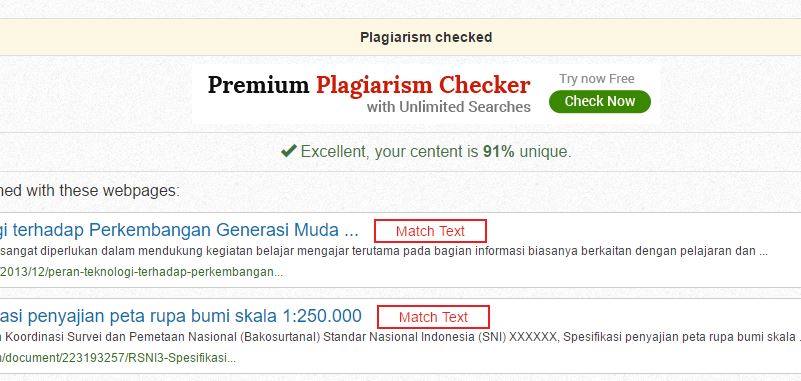 Plagiarism checked
Premium Plagiarism Checker
with Unlimited Searches
Try now Free
Check Now
Excellent, your centent is 91% unique.
ned with these webpages:
gi terhadap Perkembangan Generasi Muda ... Match Text
sangat diperlukan dalam mendukung kegiatan belajar mengajar terutama pada bagian informasi biasanya berkaitan dengan pelajaran dan ...
2013/12/peran-teknologi-terhadap-perkembangan...
asi penyajian peta rupa bumi skala 1:250.000 Match Text
Koordinasi Survei dan Pemetaan Nasional (Bakosurtanal) Standar Nasional Indonesia (SNI) XXXXXX, Spesifikasi penyajian peta rupa bumi skala ..
/document/223193257/RSNI3-Spesifikasi...